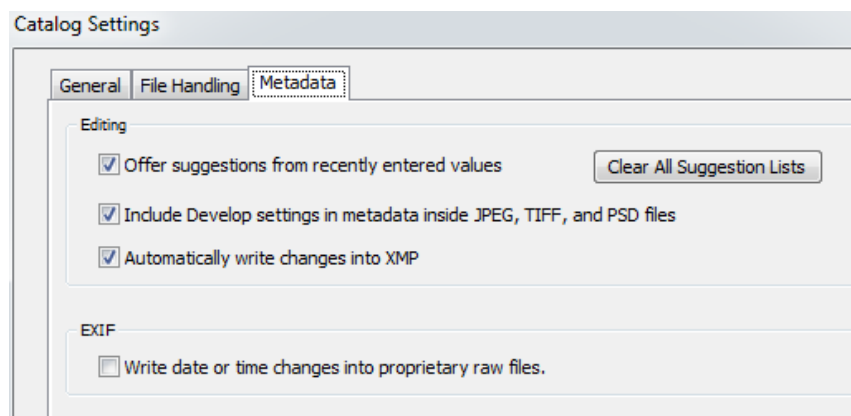 Catalog Settings
General File Handling Metadata
Editing
Offer suggestions from recently entered values Clear All Suggestion Lists
Include Develop settings in metadata inside JPEG, TIFF, and PSD files
Automatically write changes into XMP
EXIF
Write date or time changes into proprietary raw files.